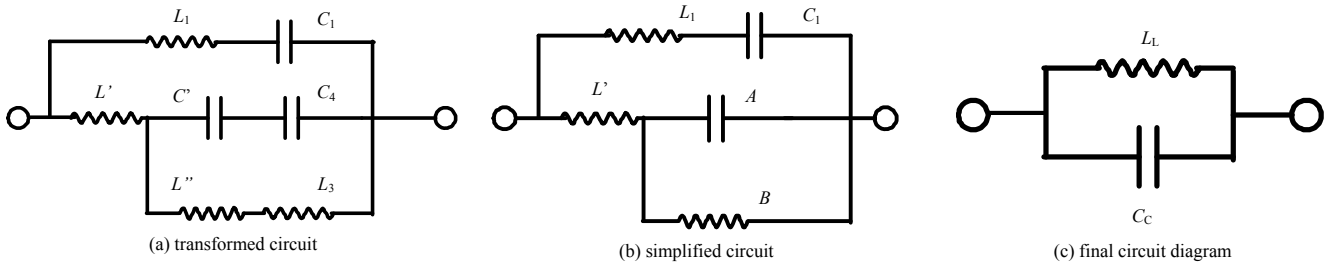 L1 C1
L' C' C4
L'' L3
(a) transformed circuit
L1 C1
L' A
B
(b) simplified circuit
LL
CC
(c) final circuit diagram